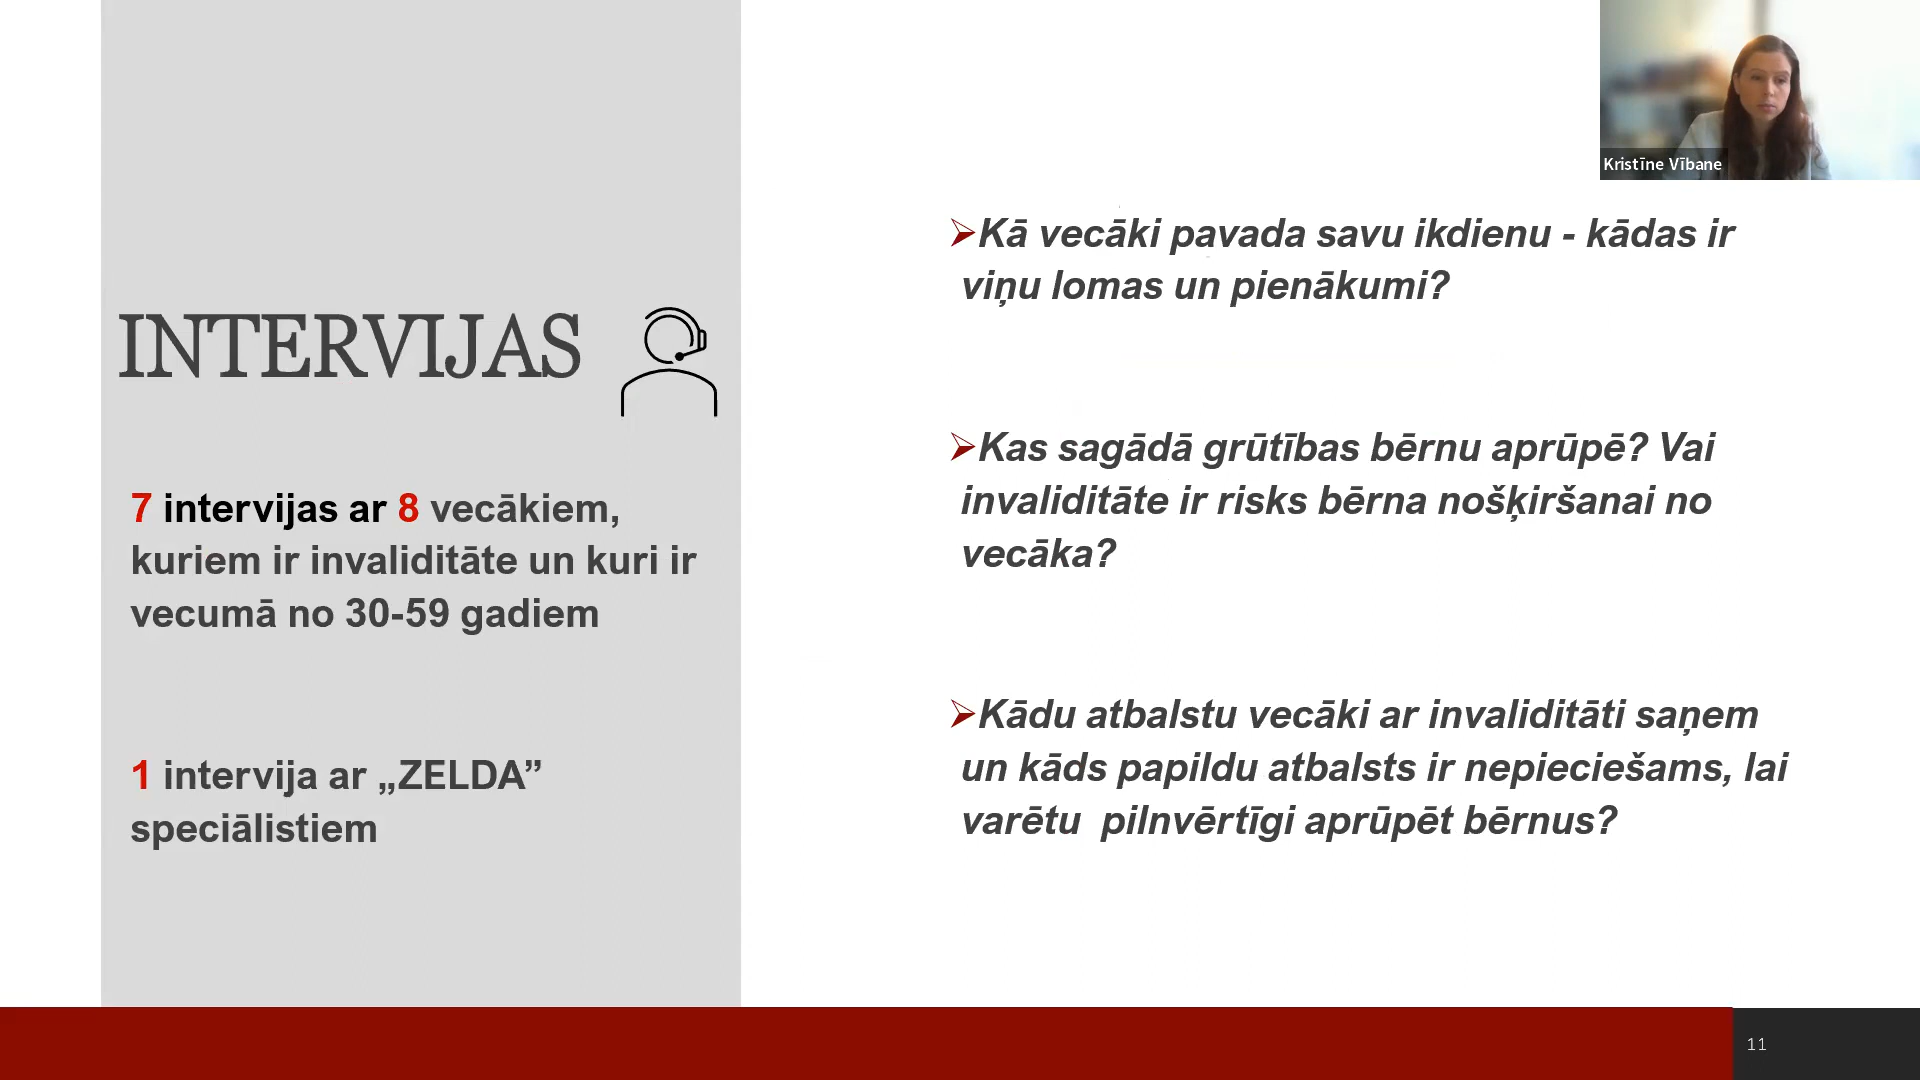 INTERVIJAS
7 intervijas ar 8 vecākiem,
kuriem ir invaliditāte un kuri ir
vecumā no 30-59 gadiem
1 intervija ar „ZELDA”
speciālistiem
Kristīne Vībane
Kā vecāki pavada savu ikdienu - kādas ir
viņu lomas un pienākumi?
Kas sagādā grūtības bērnu aprūpē? Vai
invaliditāte ir risks bērna nošķiršanai no
vecāka?
Kādu atbalstu vecāki ar invaliditāti saņem
un kāds papildu atbalsts ir nepieciešams, lai
varētu  pilnvērtīgi aprūpēt bērnus?
11